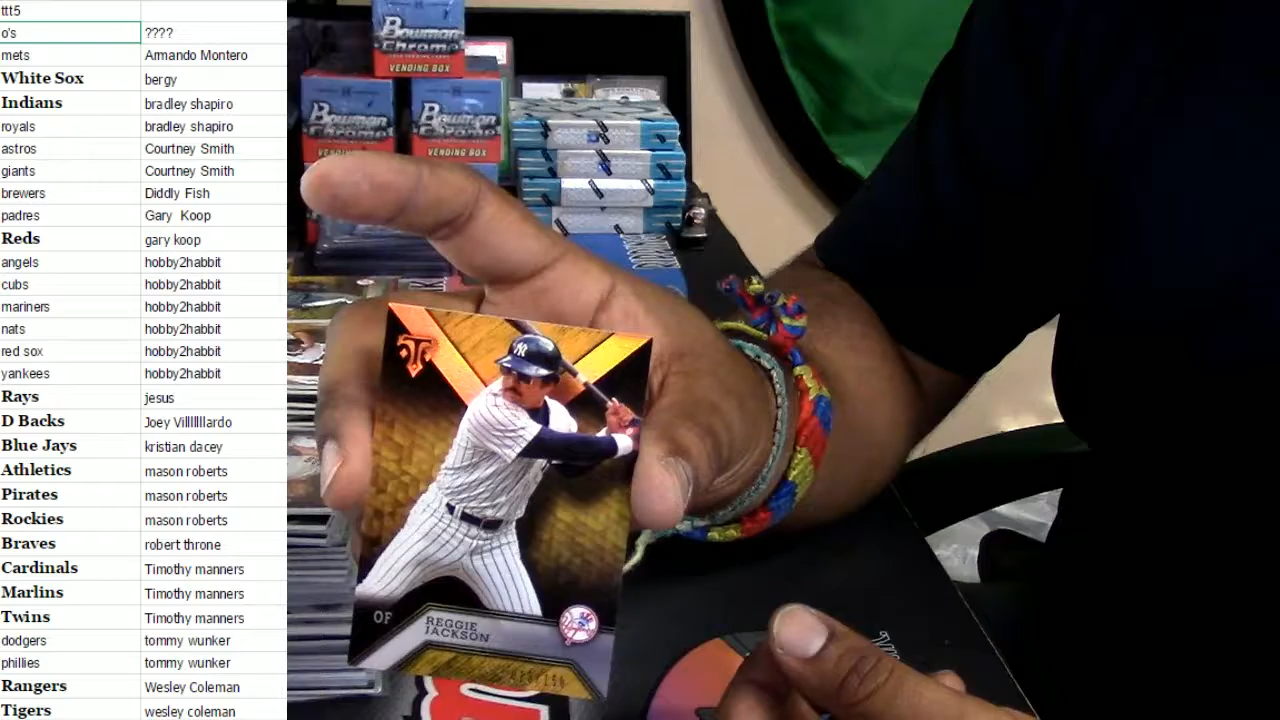 ttt5
o's ????
mets Armando Montero
White Sox bergy
Indians bradley shapiro
royals bradley shapiro
astros Courtney Smith
giants Courtney Smith
brewers Diddly Fish
padres Gary Koop
Reds gary koop
angels hobby2habbit
cubs hobby2habbit
mariners hobby2habbit
nats hobby2habbit
red sox hobby2habbit
yankees hobby2habbit
Rays jesus
D Backs Joey Villlllllardo
Blue Jays kristian dacey
Athletics mason roberts
Pirates mason roberts
Rockies mason roberts
Braves robert throne
Cardinals Timothy manners
Marlins Timothy manners
Twins Timothy manners
dodgers tommy wunker
phillies tommy wunker
Rangers Wesley Coleman
Tigers wesley coleman
Bowman
Chrome
VENDING BOX
Bowman
Chrome
Bowman
Chrome
VENDING BOX
NY
OF
REGGIE
JACKSON